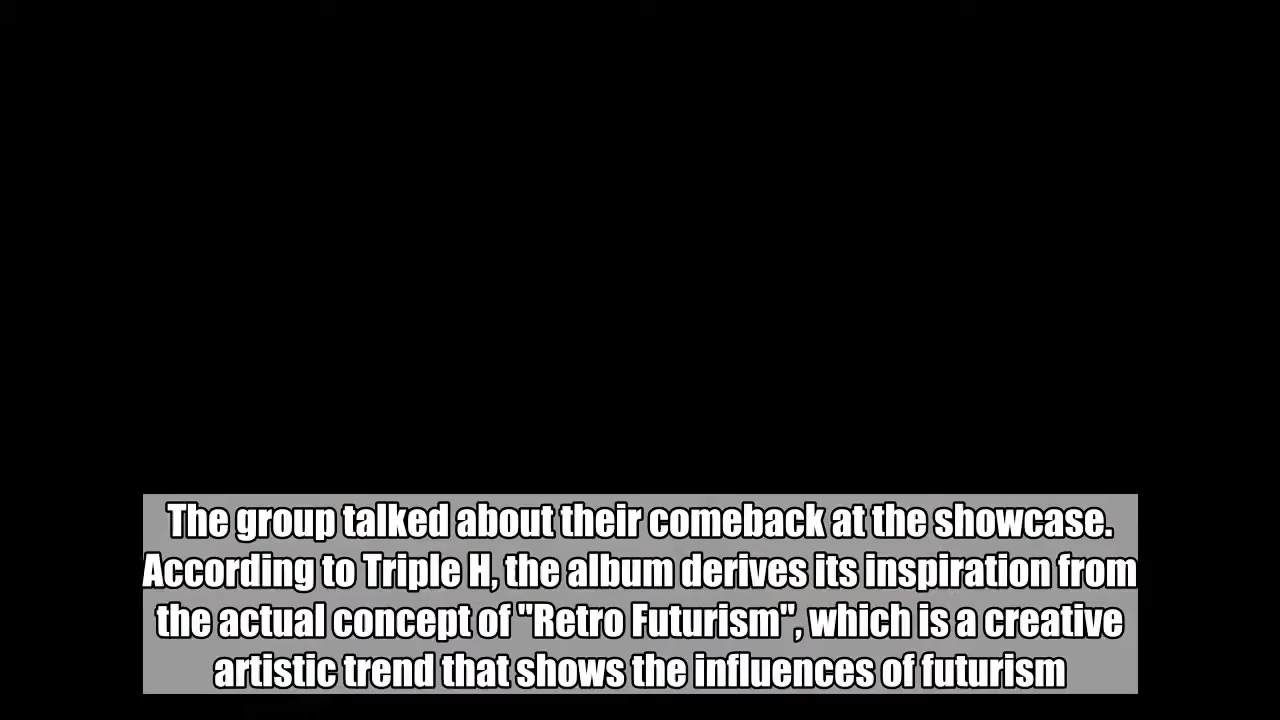 The group talked about their comeback at the showcase.
According to Triple H, the album derives its inspiration from
the actual concept of "Retro Futurism", which is a creative
artistic trend that shows the influences of futurism